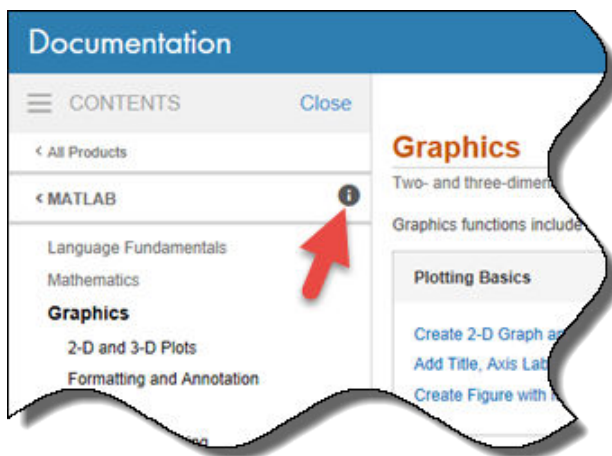 Documentation
CONTENTS Close
< All Products
< MATLAB
Language Fundamentals
Mathematics
Graphics
2-D and 3-D Plots
Formatting and Annotation
Graphics
Two- and three-dimen
Graphics functions include
Plotting Basics
Create 2-D Graph
Add Title, Axis Lab
Create Figure with